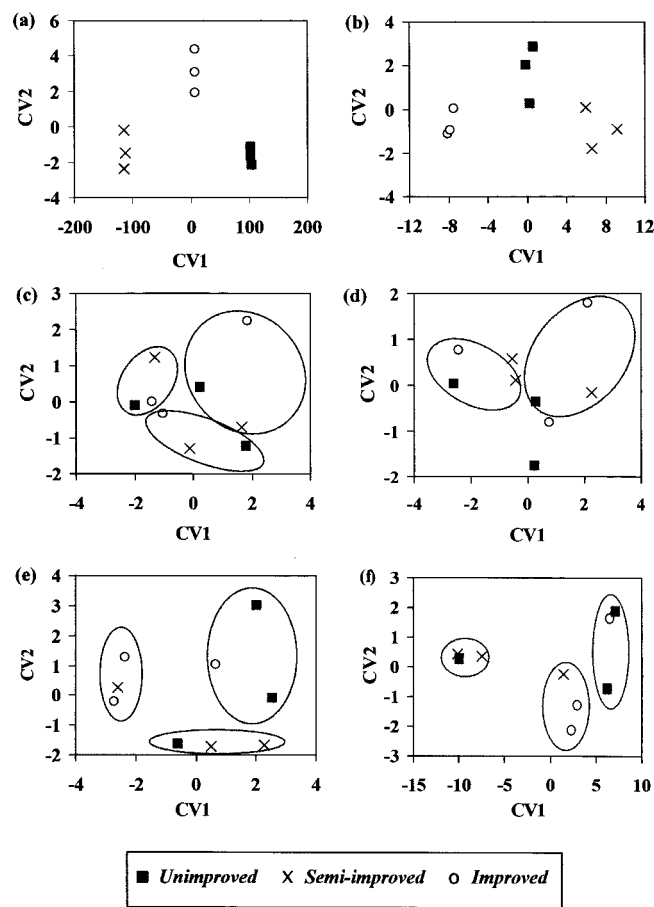 (a)
6
4
2
0
-2
-4
CV2
-200 -100 0 100 200
CV1
(b)
4
2
0
-2
-4
CV2
-12 -8 -4 0 4 8 12
CV1
(c)
3
2
1
0
-1
-2
CV2
-4 -2 0 2 4
CV1
(d)
2
1
0
-1
-2
CV2
-4 -2 0 2 4
CV1
(e)
4
3
2
1
0
-1
-2
CV2
-4 -2 0 2 4
CV1
(f)
3
2
1
0
-1
-2
-3
CV2
-15 -10 -5 0 5 10
CV1
Unimproved Semi-improved Improved